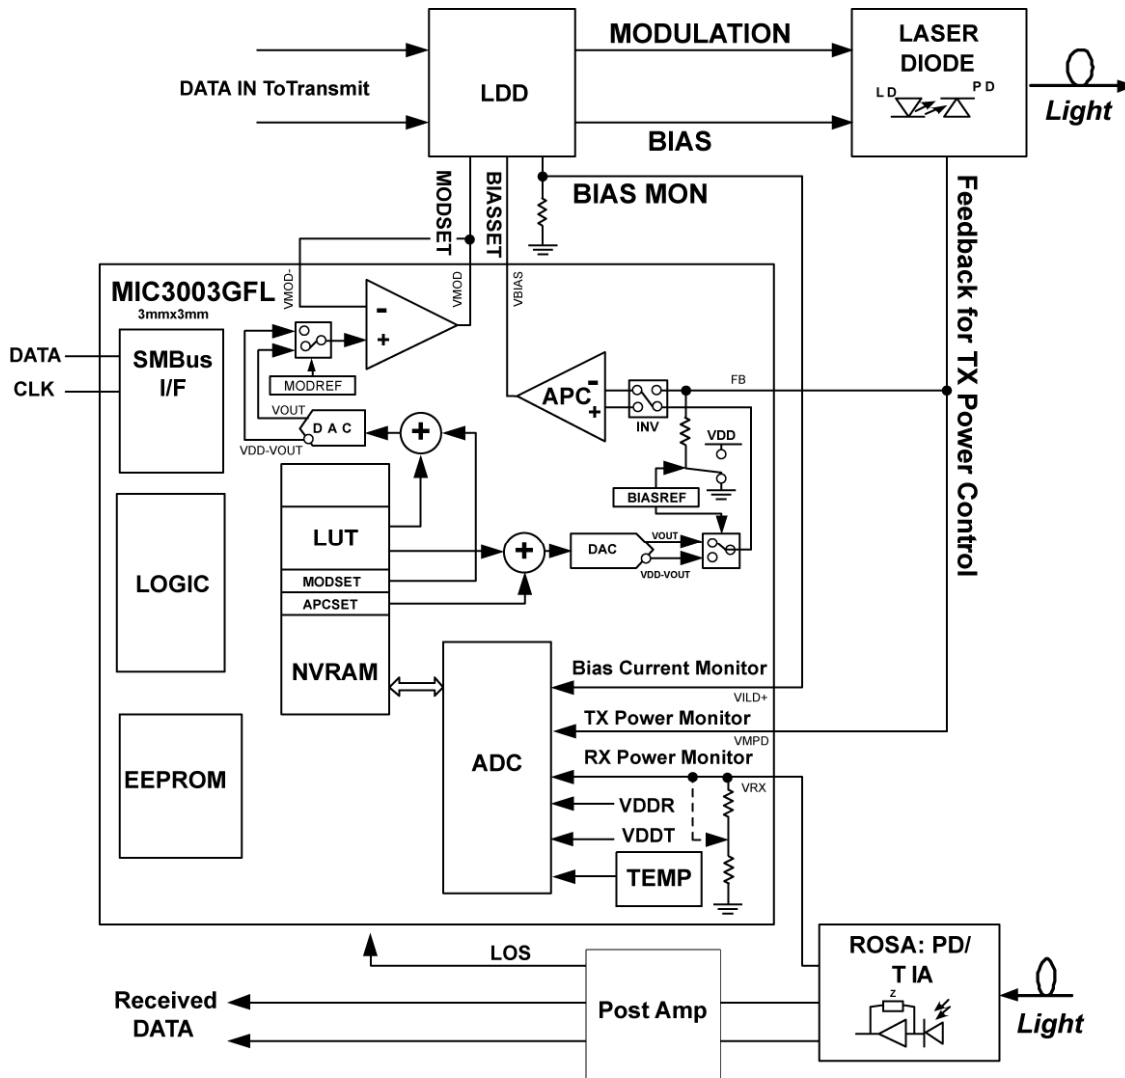 MODULATION
LASER
DIODE
LDD
DATA IN ToTransmit
L D
P D
Light
BIAS
MODSET
BIASSET
BIAS MON
Feedback for TX Power Control
MIC3003GFL
3mmx3mm
VMOD-
VMOD
VBIAS
DATA
CLK
SMBus
I/F
-
+
MODREF
APC
-
+
INV
FB
VDD
VOUT
D A C
+
VDD-VOUT
BIASREF
LUT
+
DAC
VOUT
VDD-VOUT
LOGIC
MODSET
APCSET
NVRAM
Bias Current Monitor
VILD+
TX Power Monitor
VMPD
ADC
EEPROM
RX Power Monitor
VRX
VDDR
VDDT
TEMP
LOS
ROSA: PD/
T IA
Z
Received
DATA
Post Amp
Light